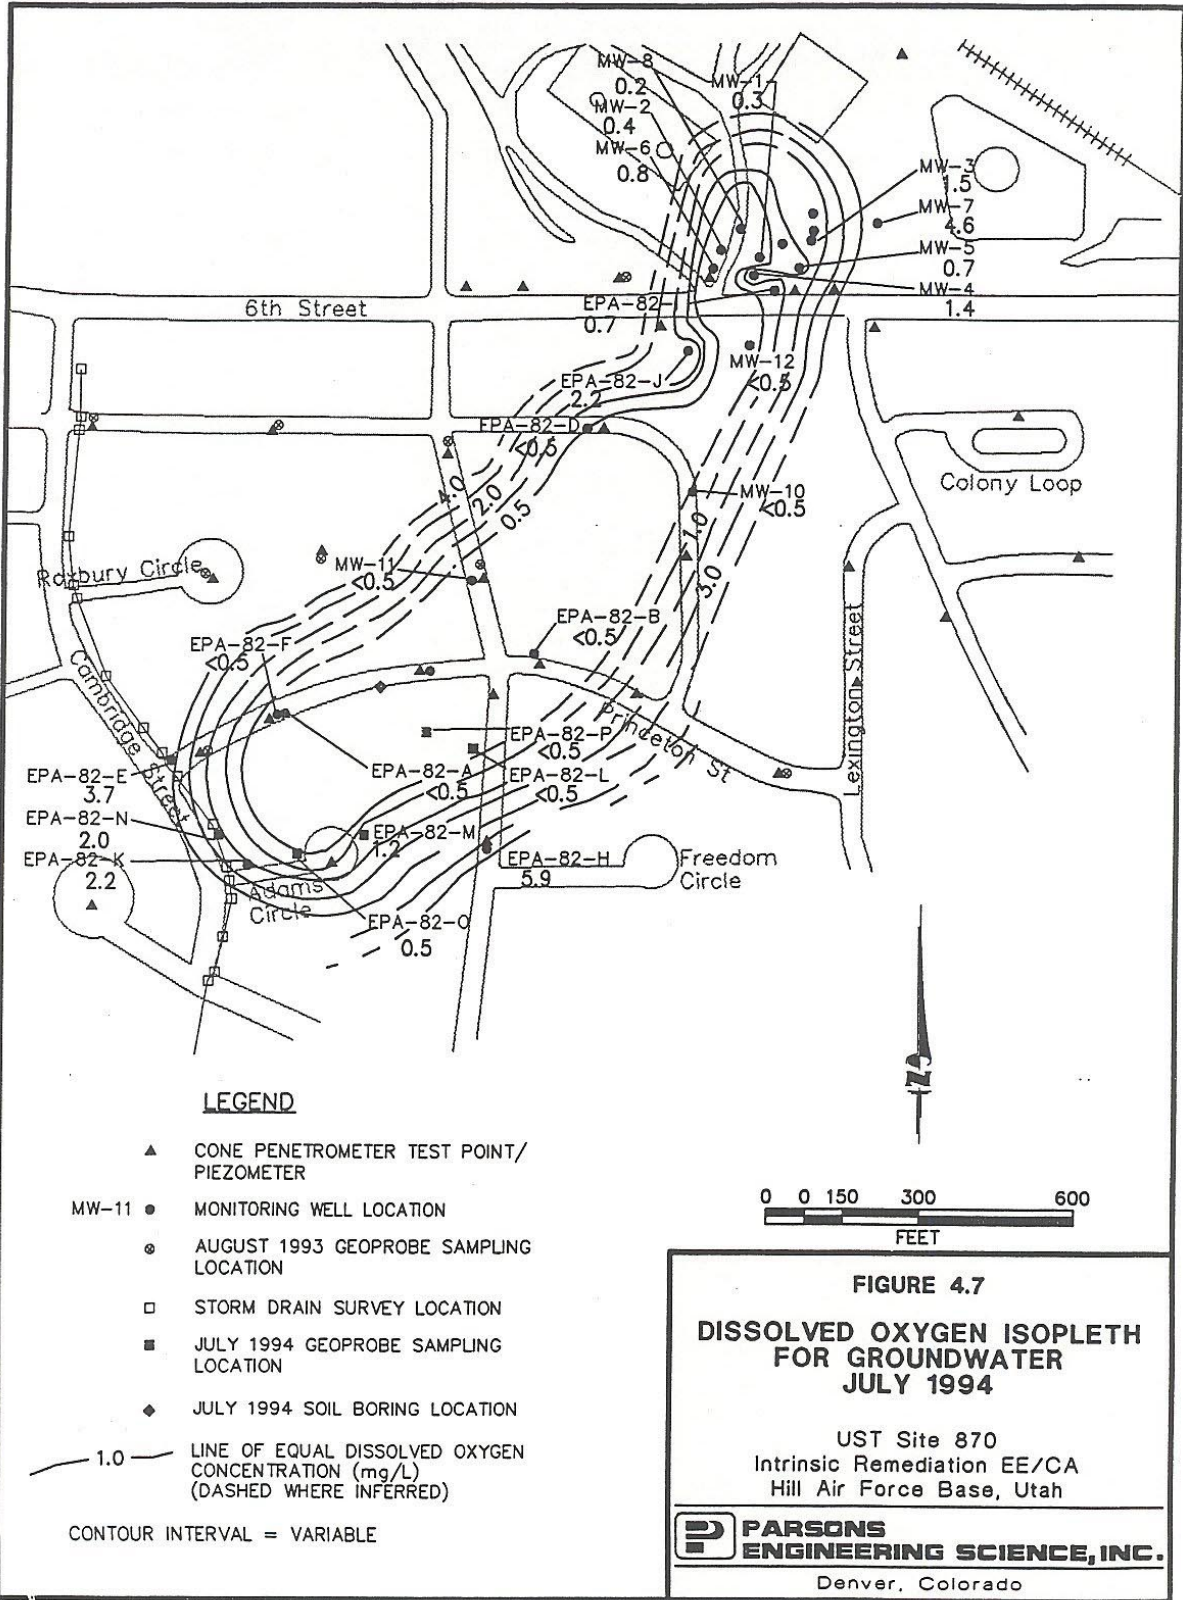 MW-8
0.2
MW-1
0.3
MW-2
0.4
MW-6
0.8
MW-3
1.5
MW-7
4.6
MW-5
0.7
MW-4
1.4
6th Street
EPA-82-I
0.7
MW-12
<0.5
EPA-82-J
2.2
EPA-82-D
<0.5
4.0
2.0
0.5
MW-10
<0.5
1.0
3.0
Colony Loop
Roxbury Circle
MW-11
<0.5
EPA-82-B
<0.5
EPA-82-F
<0.5
Cambridge Street
Lexington Street
Princeton St
EPA-82-P
<0.5
EPA-82-E
3.7
EPA-82-A
<0.5
EPA-82-L
<0.5
EPA-82-N
2.0
EPA-82-M
1.2
EPA-82-K
2.2
EPA-82-H
5.9
Freedom
Circle
Adams
Circle
EPA-82-O
0.5
N
LEGEND
CONE PENETROMETER TEST POINT/
PIEZOMETER
MW-11 MONITORING WELL LOCATION
AUGUST 1993 GEOPROBE SAMPLING
LOCATION
STORM DRAIN SURVEY LOCATION
JULY 1994 GEOPROBE SAMPLING
LOCATION
JULY 1994 SOIL BORING LOCATION
1.0 LINE OF EQUAL DISSOLVED OXYGEN
CONCENTRATION (mg/L)
(DASHED WHERE INFERRED)
CONTOUR INTERVAL = VARIABLE
0 0 150 300 600
FEET
FIGURE 4.7
DISSOLVED OXYGEN ISOPLETH
FOR GROUNDWATER
JULY 1994
UST Site 870
Intrinsic Remediation EE/CA
Hill Air Force Base, Utah
PARSONS
ENGINEERING SCIENCE, INC.
Denver, Colorado